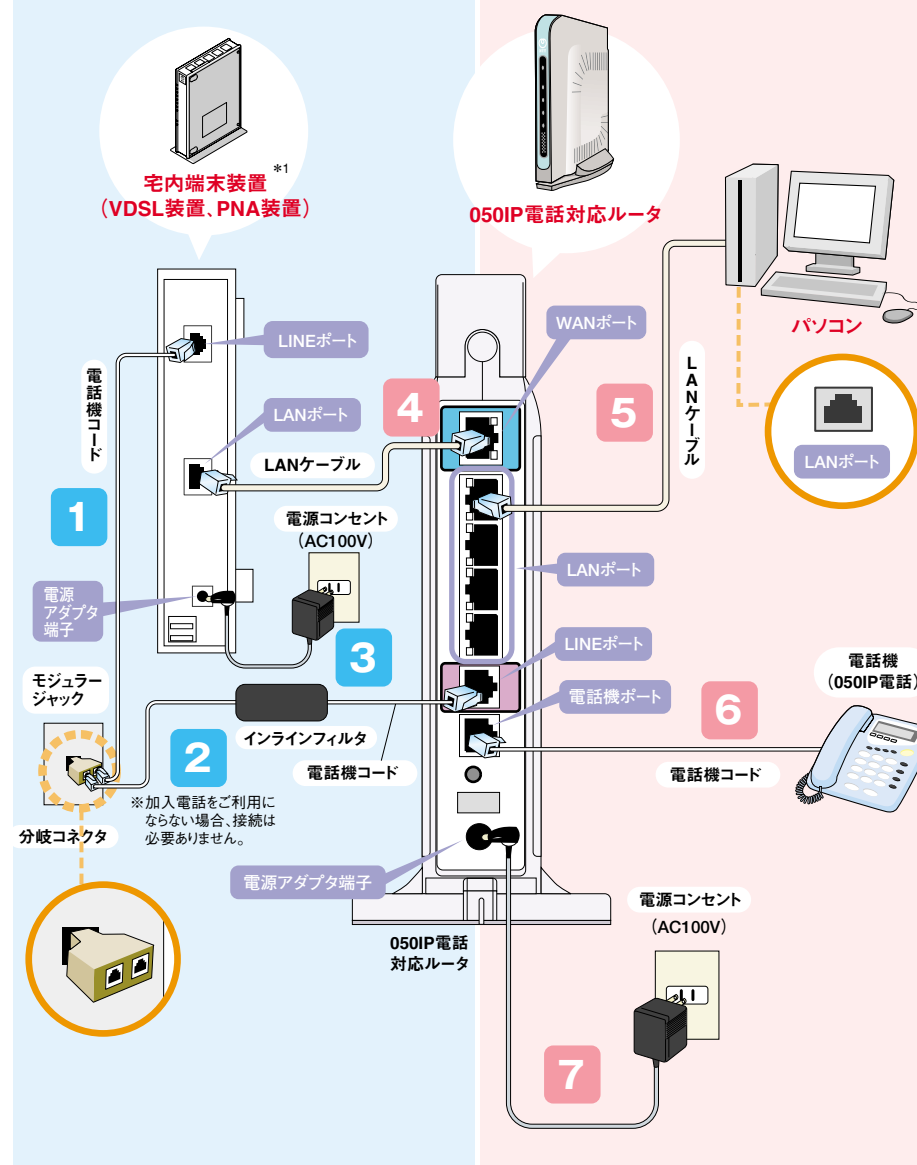 宅内端末装置 *1
（VDSL装置、PNA装置）
050IP電話対応ルータ
パソコン
LANポート
WANポート
LINEポート
LANポート
電話機コード
1
4
LANケーブル
5
LANケーブル
電源コンセント
（AC100V）
電源
アダプタ
端子
3
LANポート
LINEポート
電話機ポート
モジュラー
ジャック
インラインフィルタ
2
電話機コード
※加入電話をご利用に
ならない場合、接続は
必要ありません。
分岐コネクタ
6
電話機コード
電話機
（050IP電話）
電源アダプタ端子
050IP電話
対応ルータ
電源コンセント
（AC100V）
7